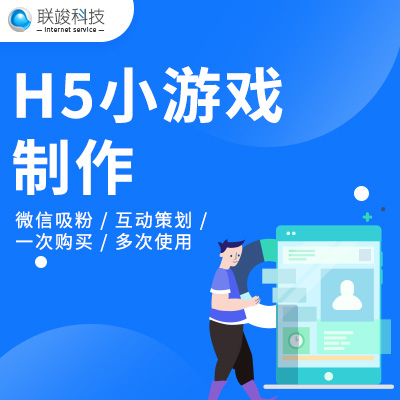 联竣科技
Internet service
H5小游戏
制作
微信吸粉 / 互动策划 /
一次购买 / 多次使用